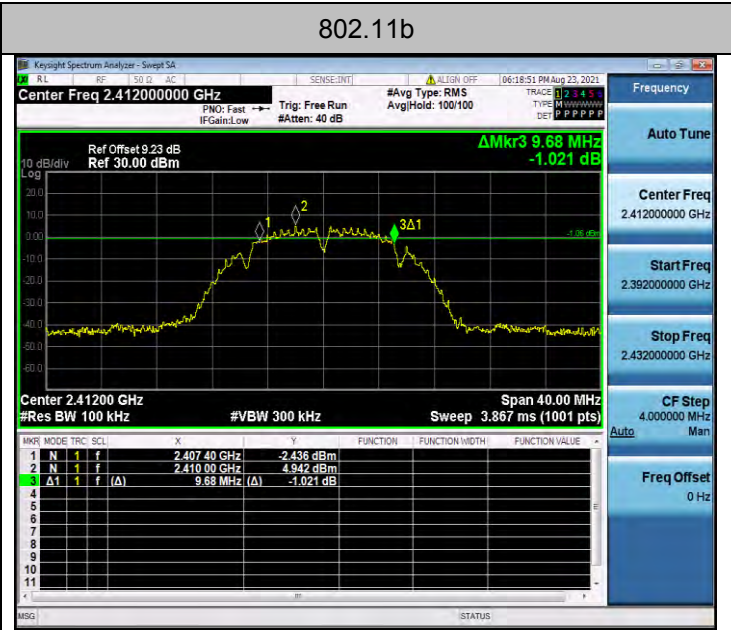 802.11b
Keysight Spectrum Analyzer - Swept SA
RL RF 50 Ω AC SENSE:INT ALIGN OFF 06:18:51 PM Aug 23, 2021
Center Freq 2.412000000 GHz
PNO: Fast
IFGain:Low
Trig: Free Run
#Atten: 40 dB
#Avg Type: RMS
Avg|Hold: 100/100
TRACE 1 2 3 4 5 6
TYPE M WWWWW
DET P P P P P P
Ref Offset 9.23 dB
Ref 30.00 dBm
10 dB/div
Log
ΔMkr3 9.68 MHz
-1.021 dB
20.0
10.0
0.00
-10.0
-20.0
-30.0
-40.0
-50.0
-60.0
1
2
3Δ1
-1.06 dBm
Center 2.41200 GHz
Span 40.00 MHz
#Res BW 100 kHz
#VBW 300 kHz
Sweep 3.867 ms (1001 pts)
MKR MODE TRC SCL X Y FUNCTION FUNCTION WIDTH FUNCTION VALUE
1 N 1 f 2.407 40 GHz -2.436 dBm
2 N 1 f 2.410 00 GHz 4.942 dBm
3 Δ1 1 f (Δ) 9.68 MHz (Δ) -1.021 dB
4
5
6
7
8
9
10
11
MSG
STATUS
Frequency
Auto Tune
Center Freq
2.412000000 GHz
Start Freq
2.392000000 GHz
Stop Freq
2.432000000 GHz
CF Step
4.000000 MHz
Auto Man
Freq Offset
0 Hz